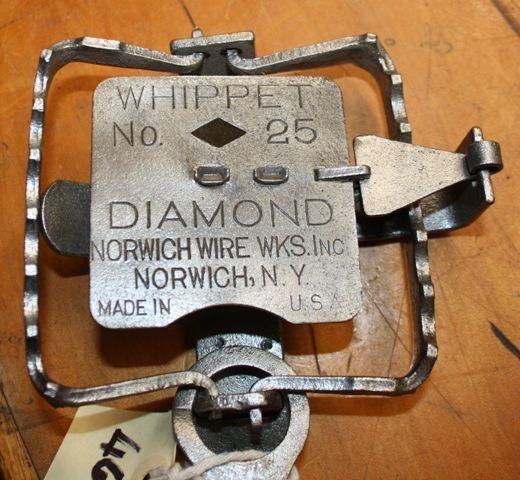 WHIPPET
No. 25
DIAMOND
NORWICH WIRE WKS. INC
NORWICH, N.Y.
MADE IN U.S.A